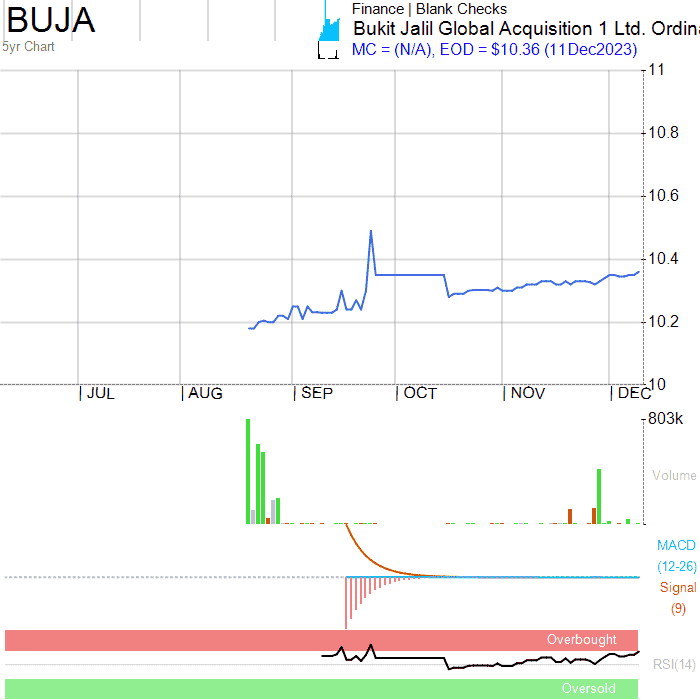 BUJA
5yr Chart
Finance | Blank Checks
Bukit Jalil Global Acquisition 1 Ltd. Ordina
MC = (N/A), EOD = $10.36 (11Dec2023)
11
10.8
10.6
10.4
10.2
10
| JUL | AUG | SEP | OCT | NOV | DEC
803k
Volume
MACD
(12-26)
Signal
(9)
Overbought
RSI(14)
Oversold